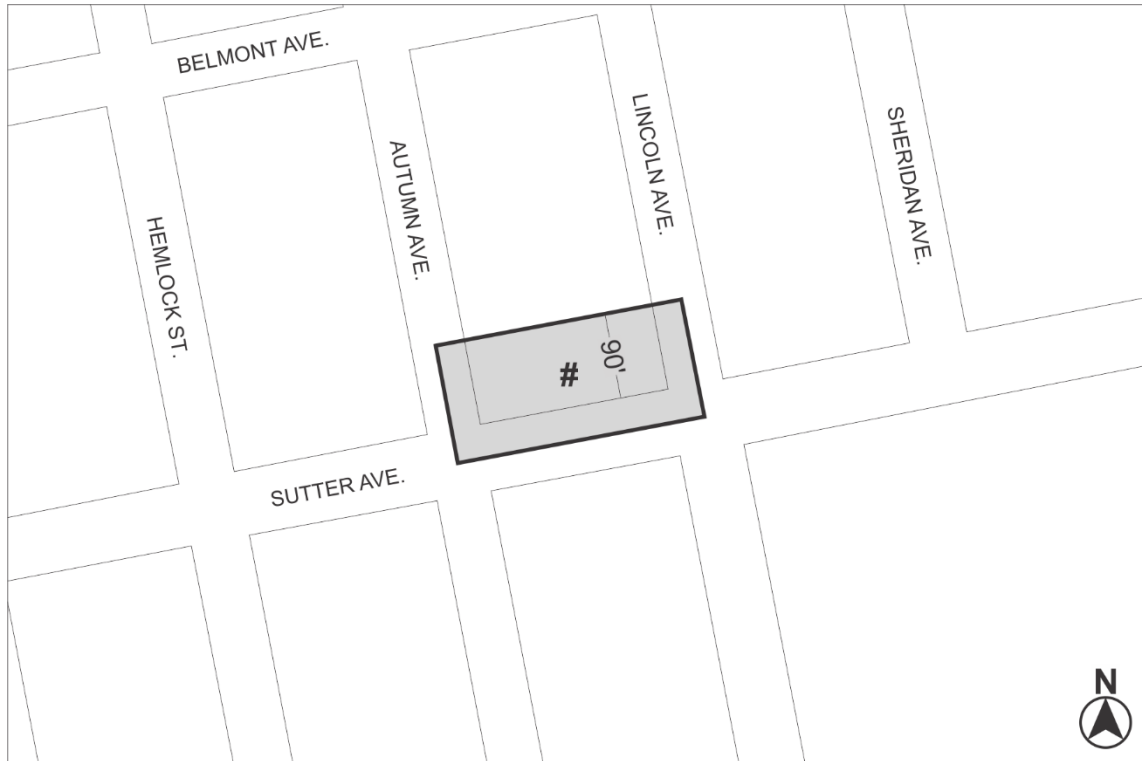 BELMONT AVE.
LINCOLN AVE.
SHERIDAN AVE.
AUTUMN AVE.
HEMLOCK ST.
90'
#
SUTTER AVE.
N